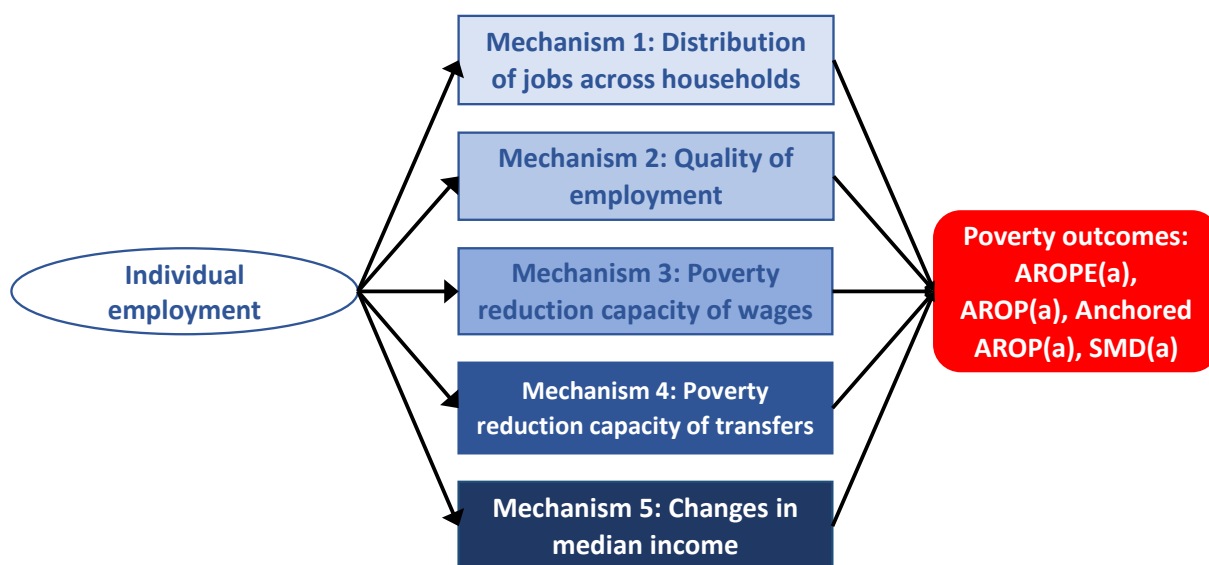 Individual
employment
Mechanism 1: Distribution
of jobs across households
Mechanism 2: Quality of
employment
Mechanism 3: Poverty
reduction capacity of wages
Mechanism 4: Poverty
reduction capacity of transfers
Mechanism 5: Changes in
median income
Poverty outcomes:
AROPE(a),
AROP(a), Anchored
AROP(a), SMD(a)